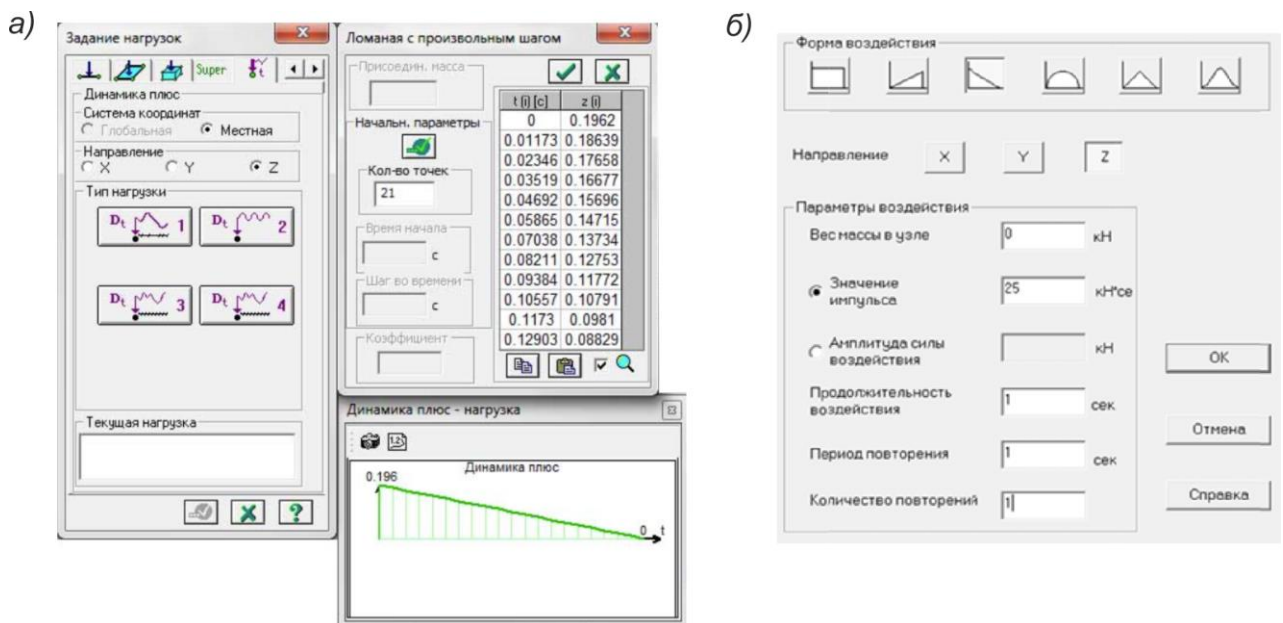 а)
Задание нагрузок
Super
Динамика плюс
Система координат
Глобальная Местная
Направление
X Y Z
Тип нагрузки
Dt 1 Dt 2
Dt 3 Dt 4
Текущая нагрузка
?
Ломаная с произвольным шагом
Присоедин. масса
Начальн. параметры
Кол-во точек
21
Время начала
с
Шаг во времени
с
Коэффициент
t (i) [c] z (i)
0 0.1962
0.01173 0.18639
0.02346 0.17658
0.03519 0.16677
0.04692 0.15696
0.05865 0.14715
0.07038 0.13734
0.08211 0.12753
0.09384 0.11772
0.10557 0.10791
0.1173 0.0981
0.12903 0.08829
Динамика плюс - нагрузка
Динамика плюс
0.196
0 t
б)
Форма воздействия
Направление X Y Z
Параметры воздействия
Вес массы в узле 0 кН
Значение
импульса 25 кН*се
Амплитуда силы
воздействия кН
Продолжительность
воздействия 1 сек
Период повторения 1 сек
Количество повторений 1
OK
Отмена
Справка